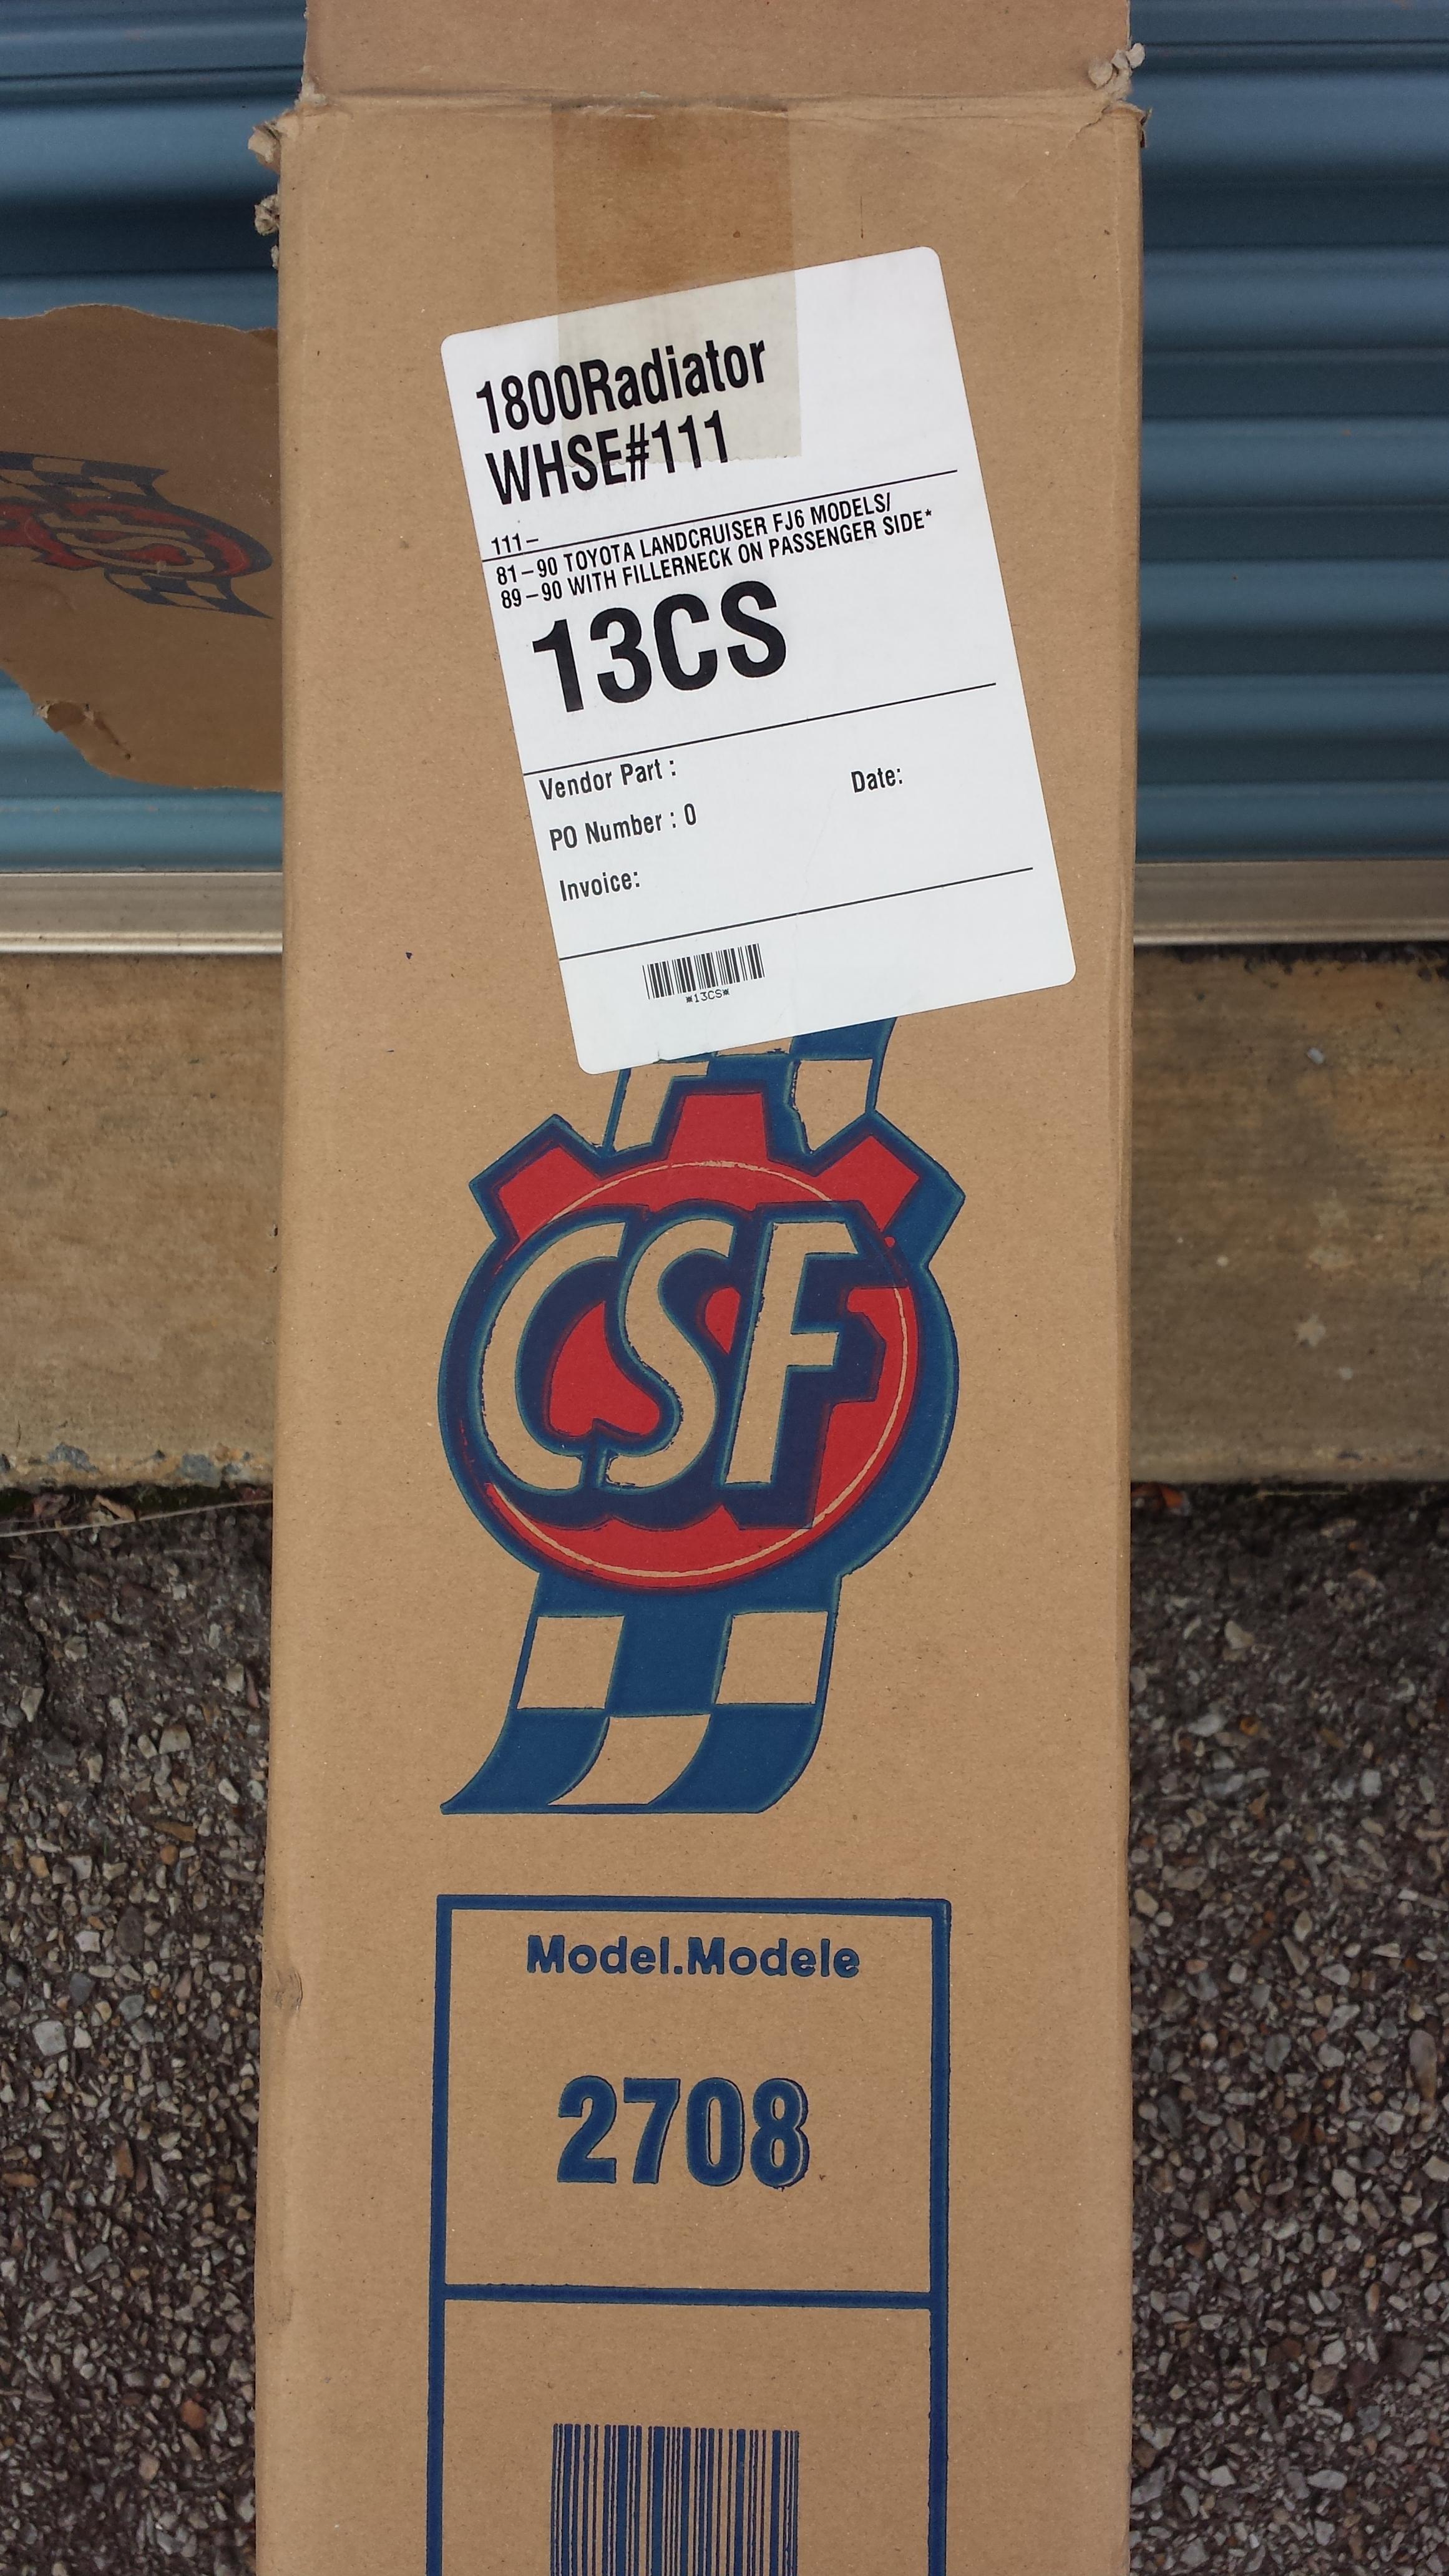 1800Radiator
WHSE#111
111-
81-90 TOYOTA LANDCRUISER FJ6 MODELS/
89-90 WITH FILLERNECK ON PASSENGER SIDE*
13CS
Vendor Part :
Date:
PO Number : 0
Invoice:
*13CS*
CSF
CSF
Model.Modele
2708